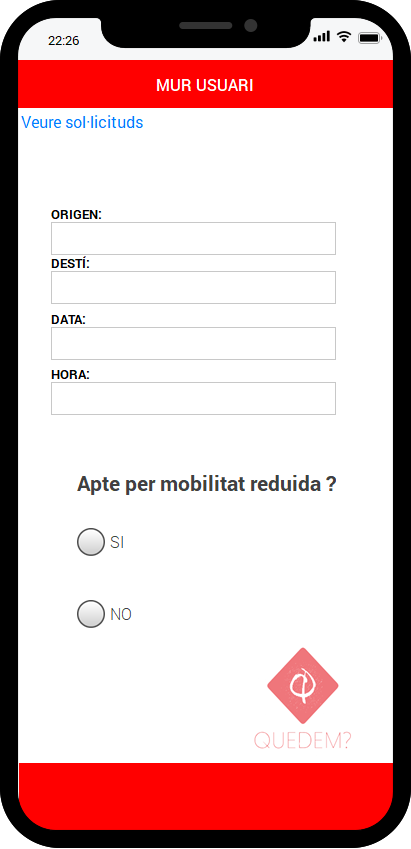 22:26
MUR USUARI
Veure sol·licituds
ORIGEN:
DESTÍ:
DATA:
HORA:
Apte per mobilitat reduida ?
SI
NO
QUEDEM?